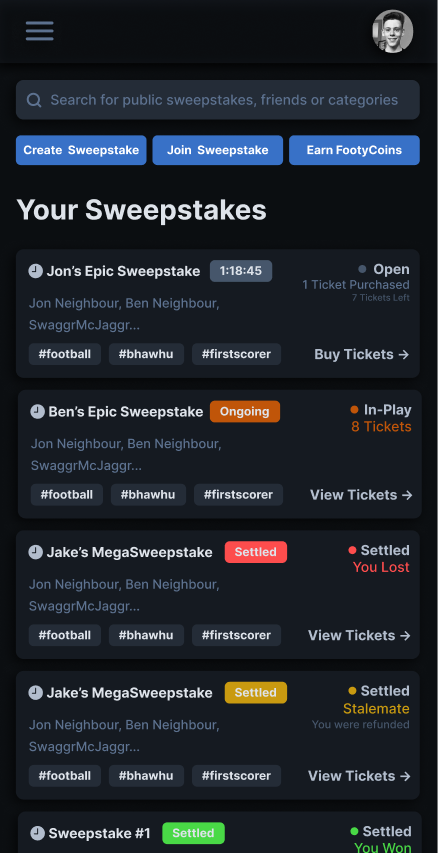 Search for public sweepstakes, friends or categories
Create Sweepstake
Join Sweepstake
Earn FootyCoins
Your Sweepstakes
Jon's Epic Sweepstake
1:18:45
Open
1 Ticket Purchased
7 Tickets Left
Jon Neighbour, Ben Neighbour,
SwaggrMcJaggr...
#football
#bhawhu
#firstscorer
Buy Tickets →
Ben's Epic Sweepstake
Ongoing
In-Play
8 Tickets
Jon Neighbour, Ben Neighbour,
SwaggrMcJaggr...
#football
#bhawhu
#firstscorer
View Tickets →
Jake's MegaSweepstake
Settled
Settled
You Lost
Jon Neighbour, Ben Neighbour,
SwaggrMcJaggr...
#football
#bhawhu
#firstscorer
View Tickets →
Jake's MegaSweepstake
Settled
Settled
Stalemate
You were refunded
Jon Neighbour, Ben Neighbour,
SwaggrMcJaggr...
#football
#bhawhu
#firstscorer
View Tickets →
Sweepstake #1
Settled
Settled
You Won